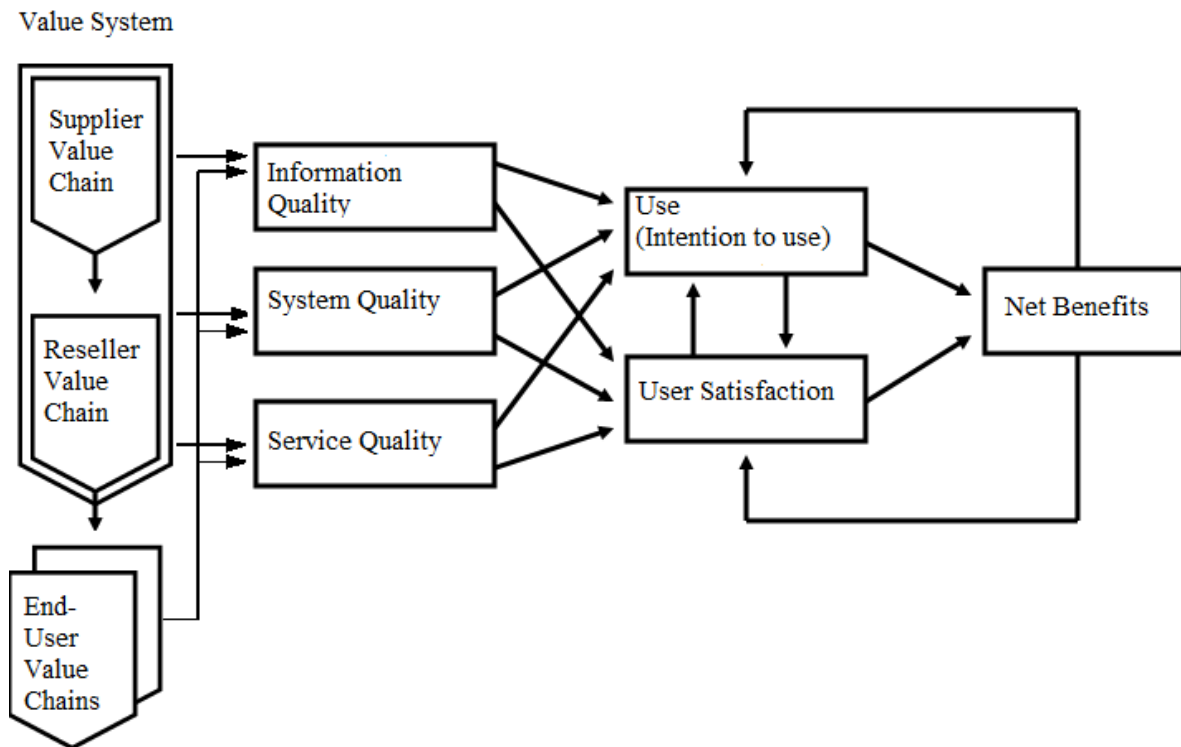 Value System
Supplier
Value
Chain
Reseller
Value
Chain
End-
User
Value
Chains
Information
Quality
System Quality
Service Quality
Use
(Intention to use)
User Satisfaction
Net Benefits